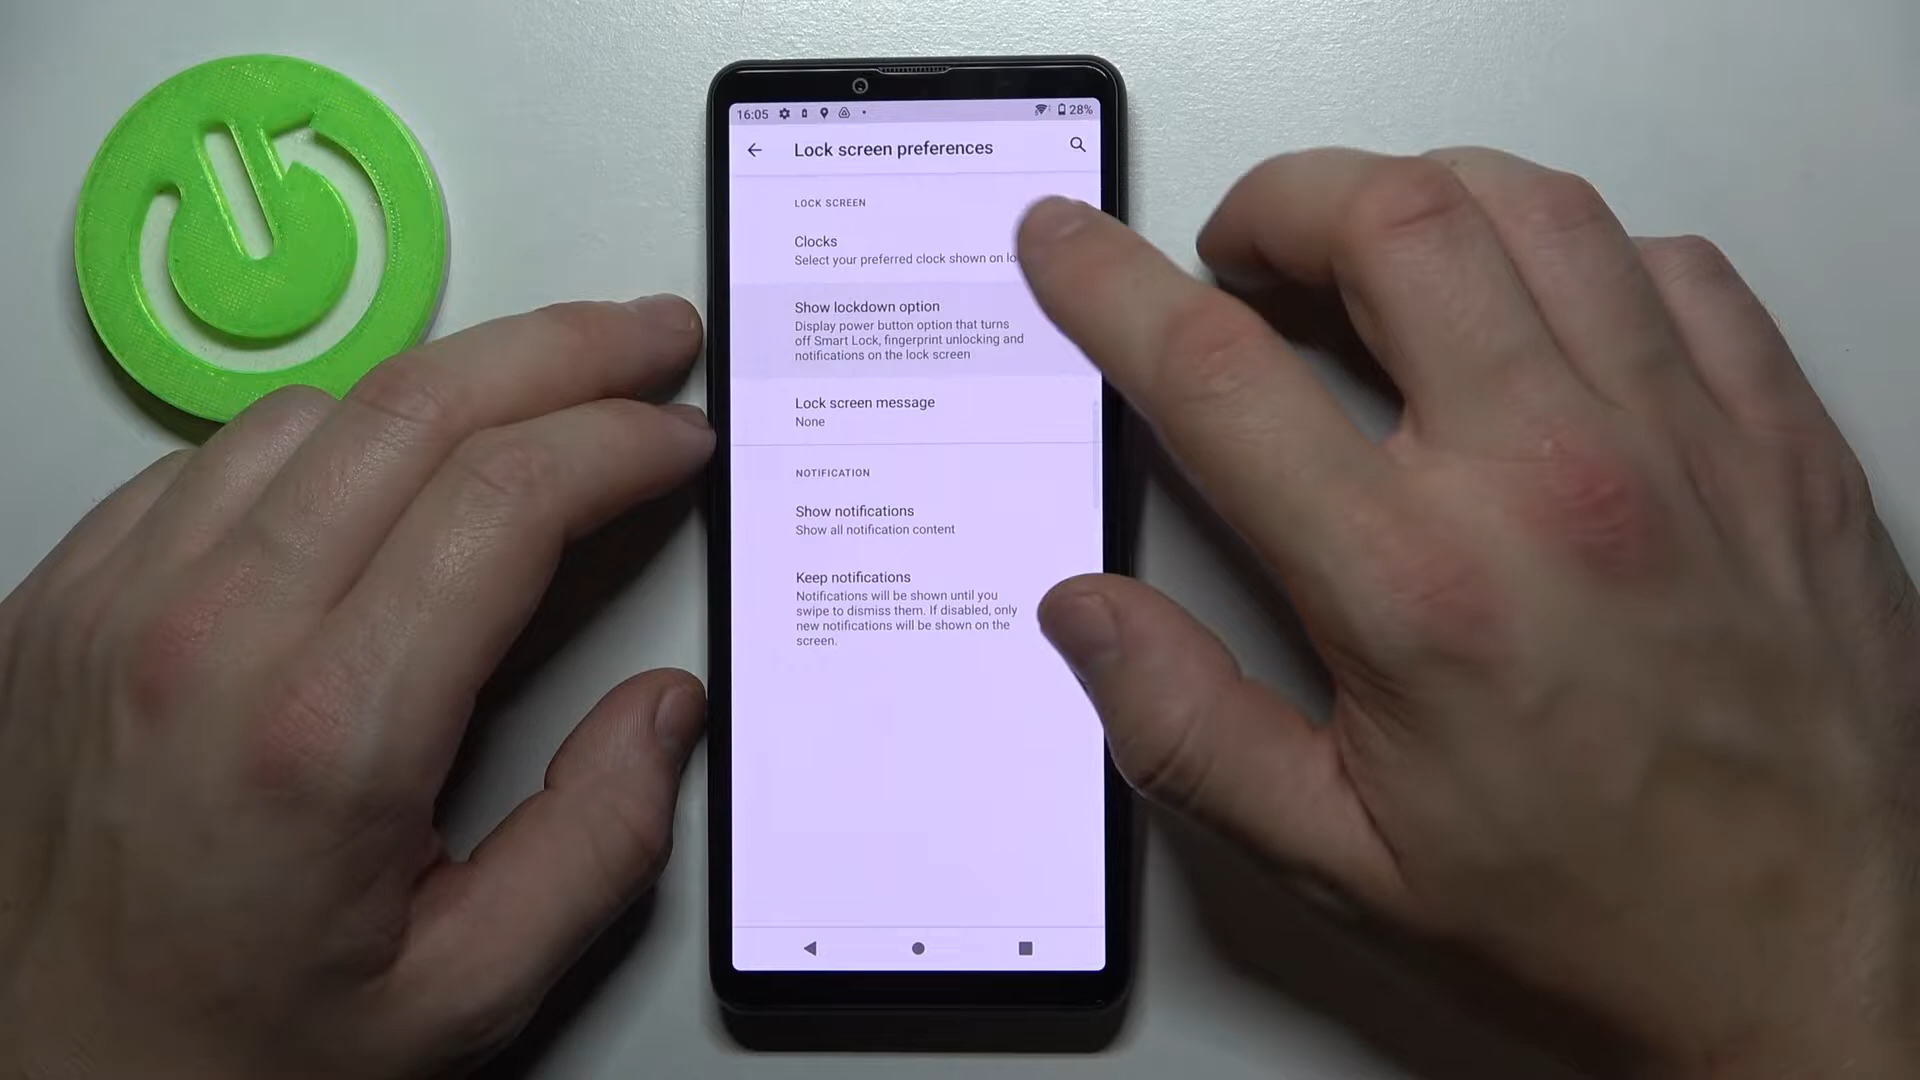 16:05
28%
Lock screen preferences
LOCK SCREEN
Clocks
Select your preferred clock shown on
Show lockdown option
Display power button option that turns
off Smart Lock, fingerprint unlocking and
notifications on the lock screen
Lock screen message
None
NOTIFICATION
Show notifications
Show all notification content
Keep notifications
Notifications will be shown until you
swipe to dismiss them. If disabled, only
new notifications will be shown on the
screen.